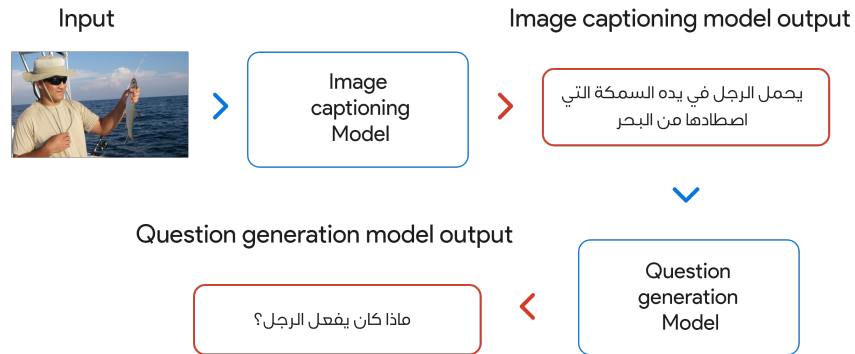 Input
Image captioning model output
Image
captioning
Model
يحمل الرجل في يده السمكة التي
اصطادها من البحر
Question generation model output
Question
generation
Model
ماذا كان يفعل الرجل؟